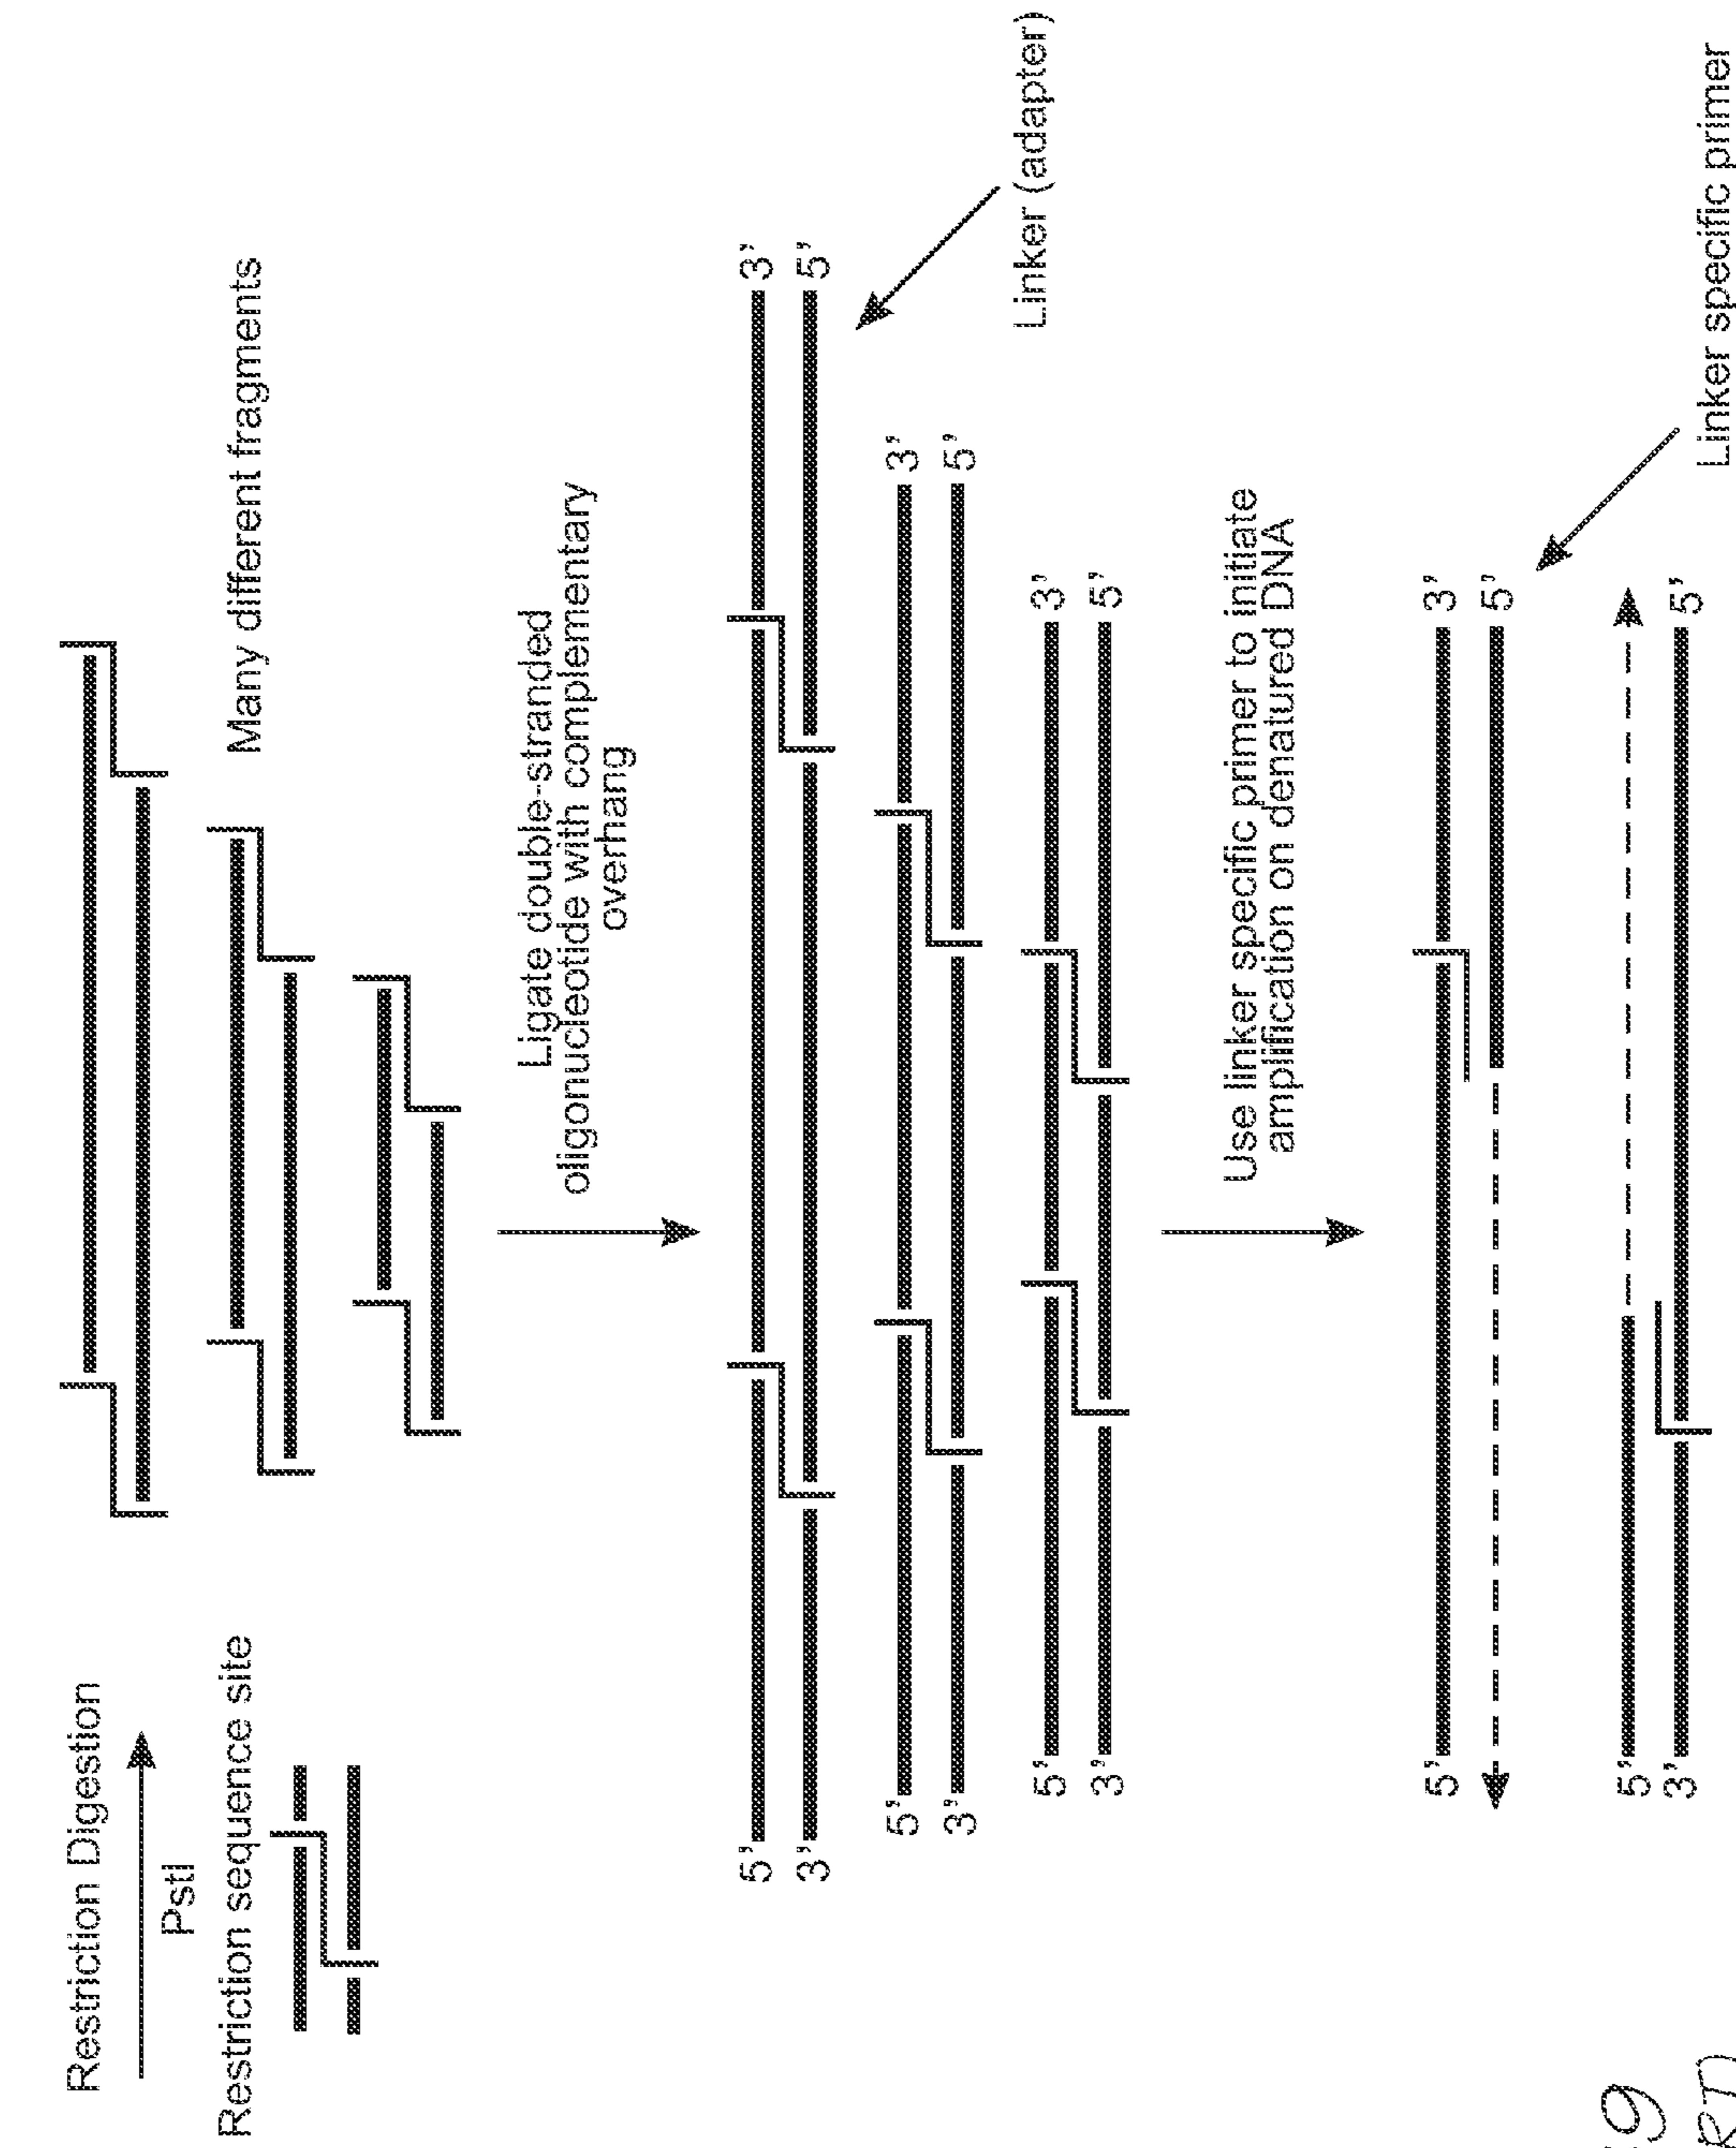 Restriction Digestion
PstI
Restriction sequence site
Many different fragments
Ligate double-stranded
oligonucleotide with complementary
overhang
5' 3'
3' 5'
Linker (adapter)
5' 3'
3' 5'
5' 3'
3' 5'
Use linker specific primer to initiate
amplification on denatured DNA
5' 3'
5'
Linker specific primer
5'
3' 5'